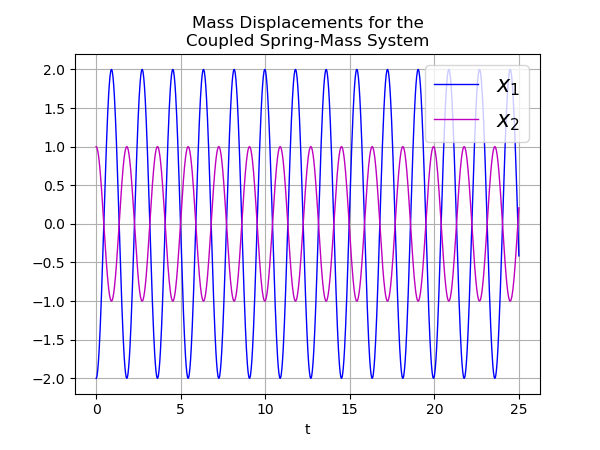 Mass Displacements for the
Coupled Spring-Mass System
2.0
1.5
1.0
0.5
0.0
−0.5
−1.0
−1.5
−2.0
x₁
x₂
0 5 10 15 20 25
t